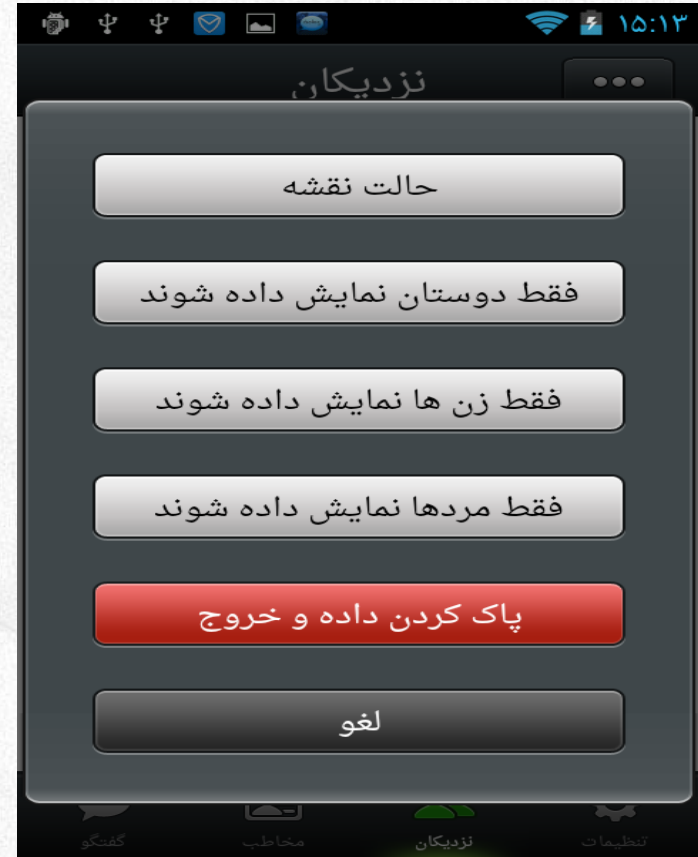 ۱۵:۱۳
نزدیکان
حالت نقشه
فقط دوستان نمایش داده شوند
فقط زن ها نمایش داده شوند
فقط مردها نمایش داده شوند
پاک کردن داده و خروج
لغو
تنظیمات نزدیکان مخاطب گفتگو